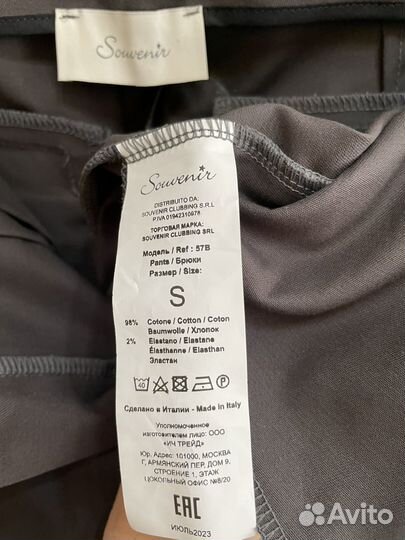 Souvenir
Souvenir
DISTRIBUITO DA:
SOUVENIR CLUBBING S.R.L
P.IVA 01942310978
ТОРГОВАЯ МАРКА:
SOUVENIR CLUBBING SRL
Модель / Ref : 57B
Pants / Брюки
Размер / Size:
S
98% Cotone / Cotton / Coton
Baumwolle / Хлопок
2% Elastano / Elastane
Élasthanne / Elasthan
Эластан
40
Сделано в Италии - Made in Italy
Уполномоченное
изготовителем лицо: ООО
«ИЧ ТРЕЙД»
Юр. Адрес: 101000, МОСКВА
Г, АРМЯНСКИЙ ПЕР, ДОМ 9,
СТРОЕНИЕ 1, ЭТАЖ
ЦОКОЛЬНЫЙ ОФИС №8/20
EAC
ИЮЛЬ2023
Avito